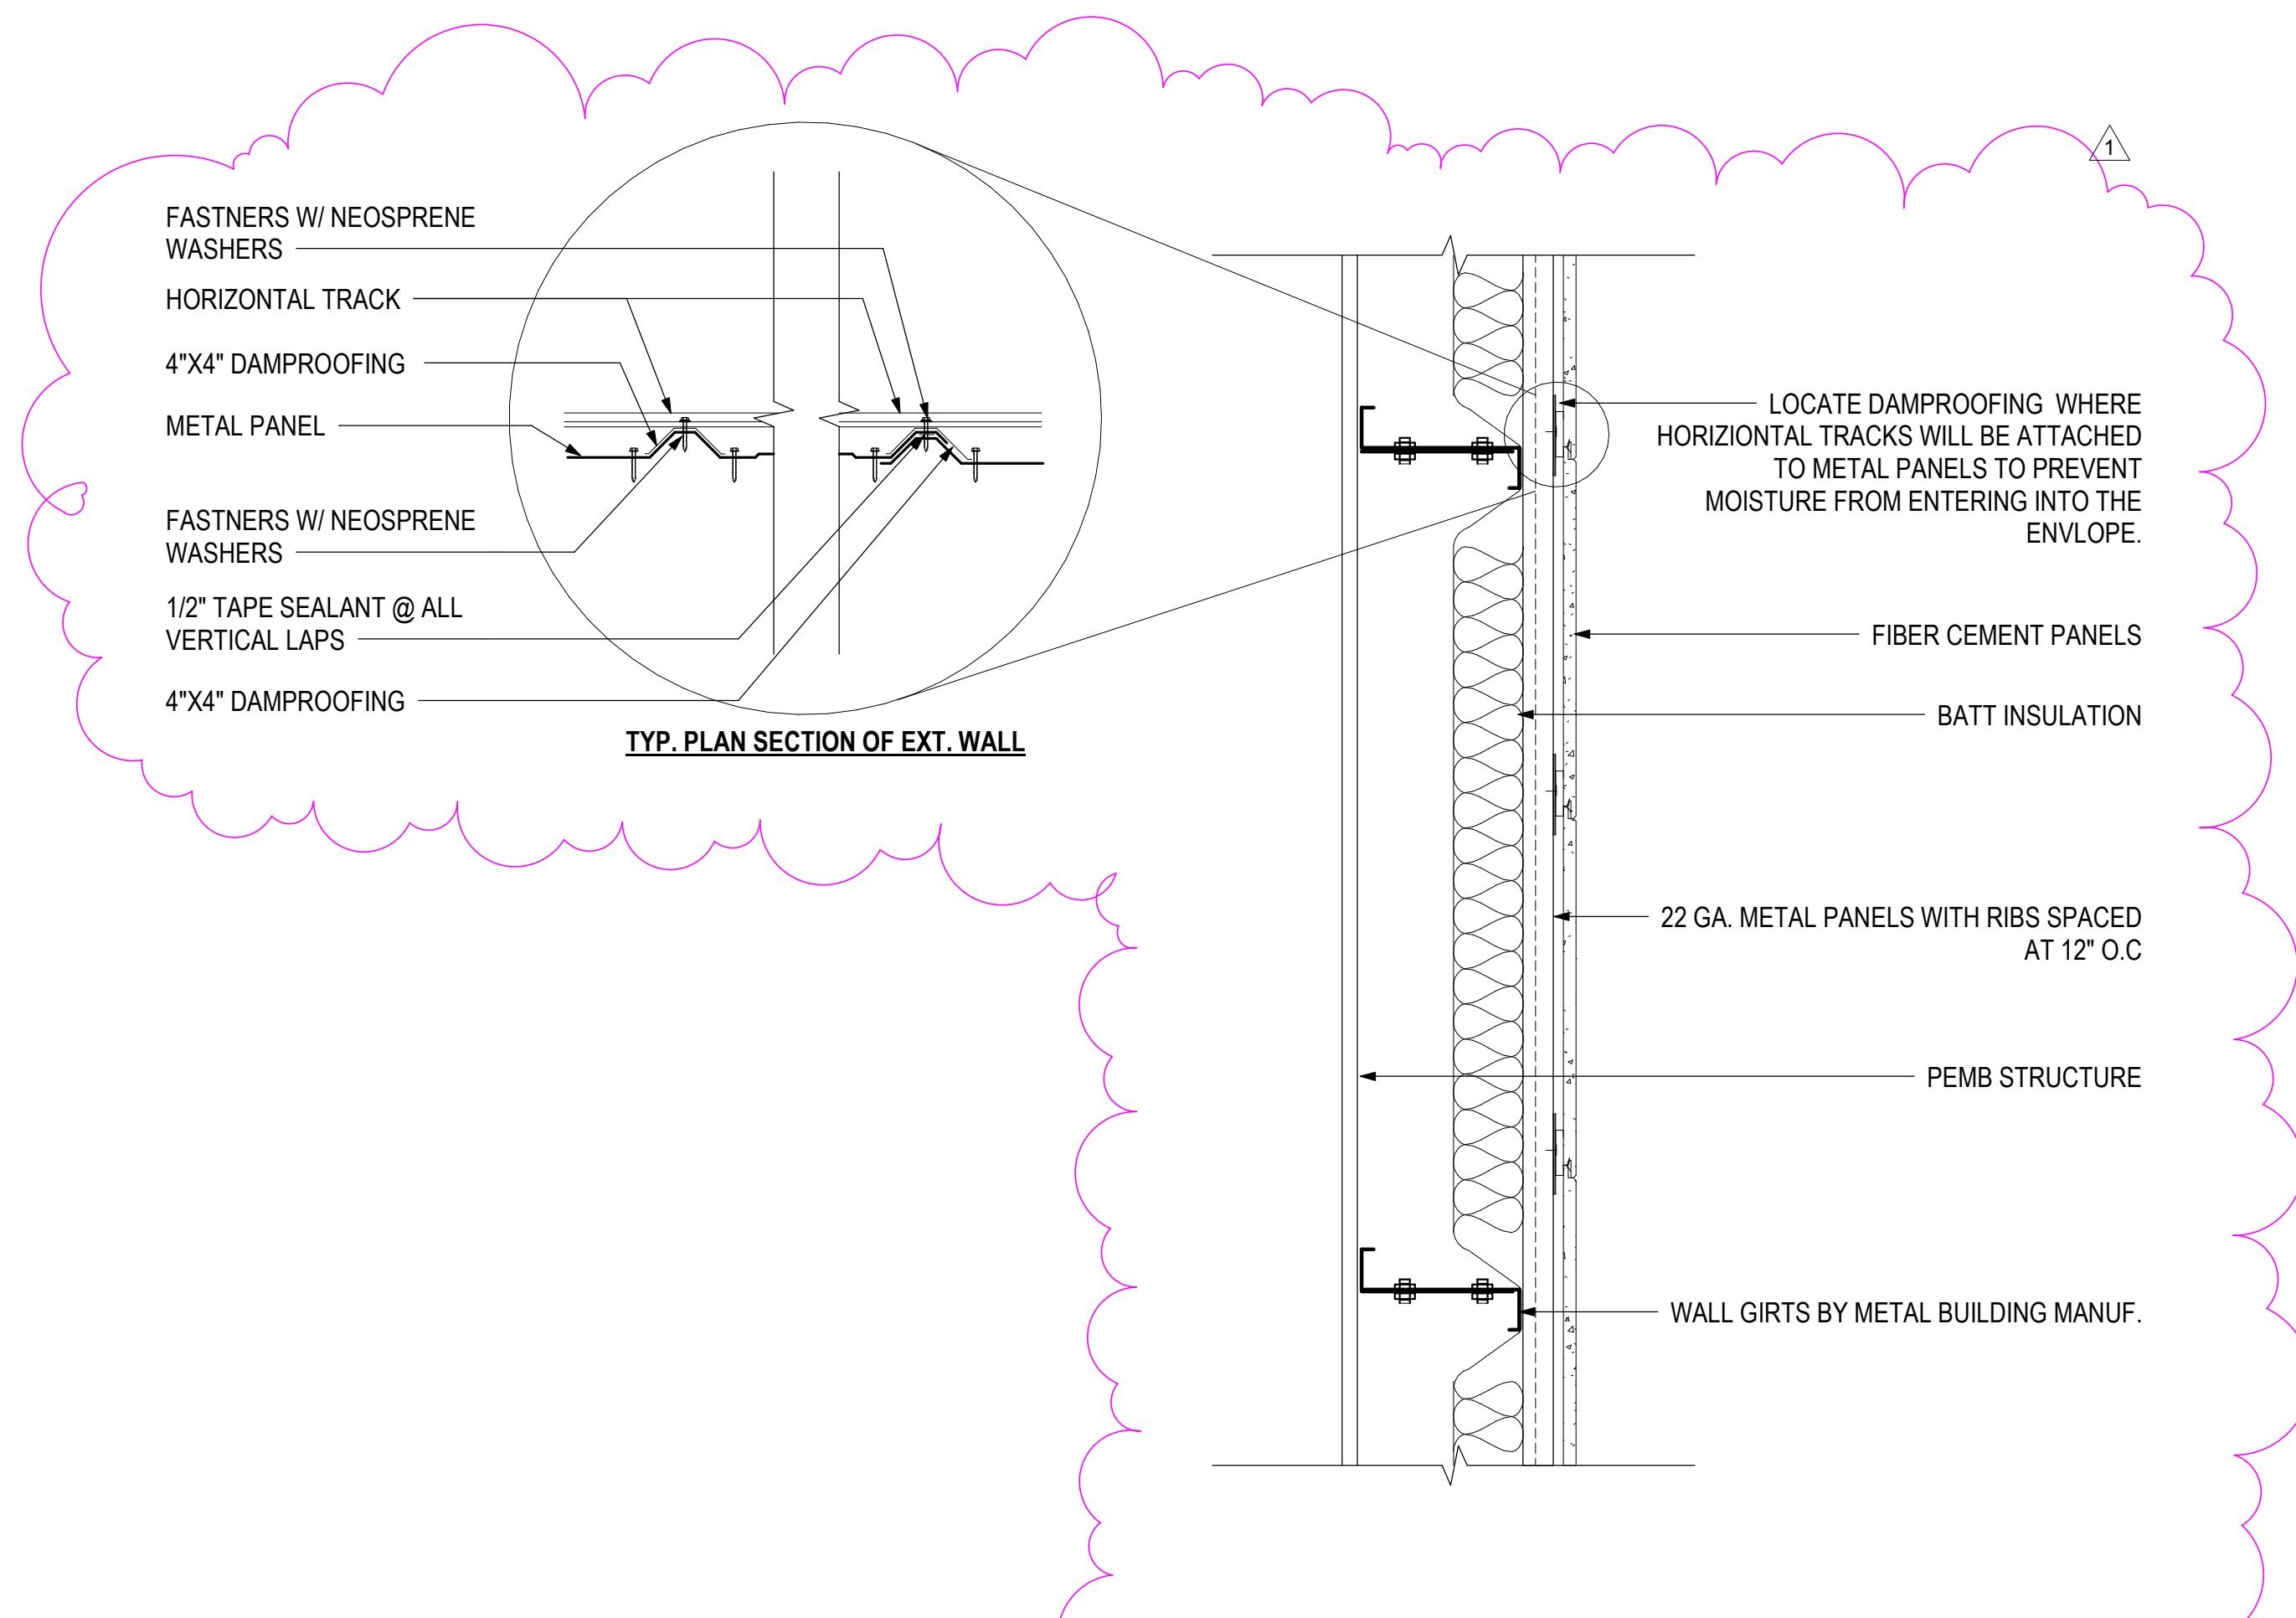 FASTNERS W/ NEOSPRENE
WASHERS
HORIZONTAL TRACK
4"X4" DAMPROOFING
METAL PANEL
FASTNERS W/ NEOSPRENE
WASHERS
1/2" TAPE SEALANT @ ALL
VERTICAL LAPS
4"X4" DAMPROOFING
TYP. PLAN SECTION OF EXT. WALL
1
LOCATE DAMPROOFING WHERE
HORIZIONTAL TRACKS WILL BE ATTACHED
TO METAL PANELS TO PREVENT
MOISTURE FROM ENTERING INTO THE
ENVLOPE.
FIBER CEMENT PANELS
BATT INSULATION
22 GA. METAL PANELS WITH RIBS SPACED
AT 12" O.C
PEMB STRUCTURE
WALL GIRTS BY METAL BUILDING MANUF.